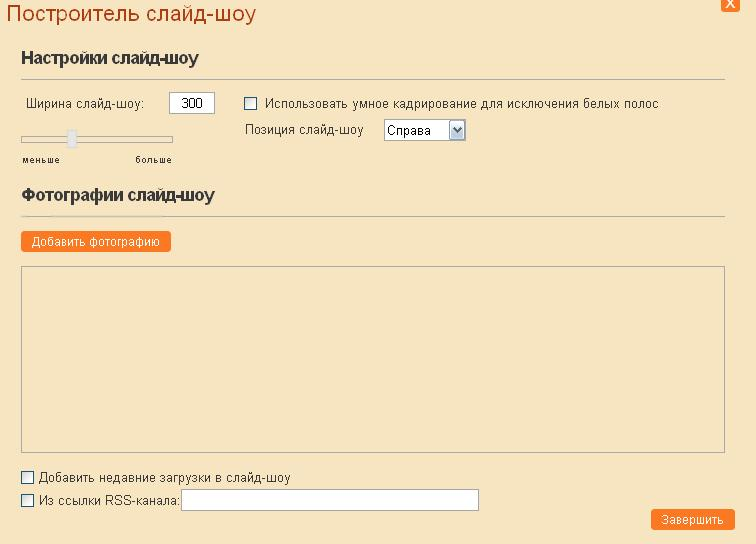 Построитель слайд-шоу
X
Настройки слайд-шоу
Ширина слайд-шоу: 300
Использовать умное кадрирование для исключения белых полос
Позиция слайд-шоу Справа
меньше больше
Фотографии слайд-шоу
Добавить фотографию
Добавить недавние загрузки в слайд-шоу
Из ссылки RSS-канала:
Завершить